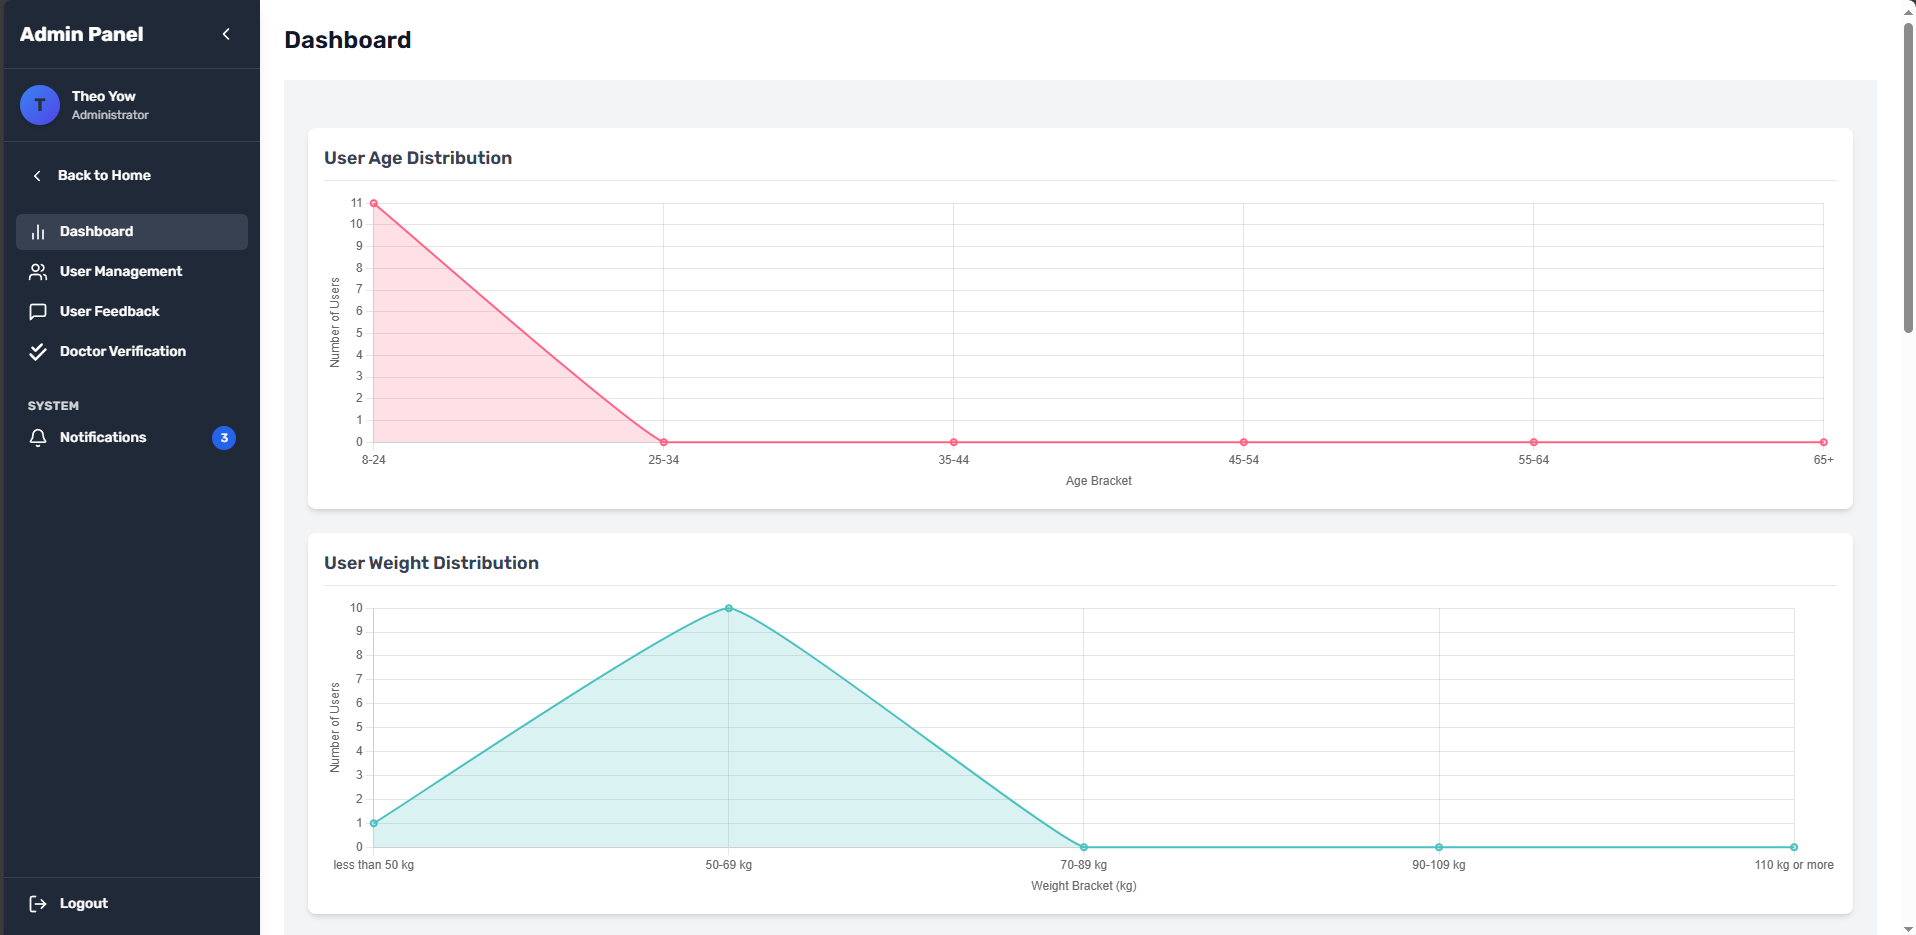 Admin Panel
T
Theo Yow
Administrator
Back to Home
Dashboard
User Management
User Feedback
Doctor Verification
SYSTEM
Notifications
3
Logout
Dashboard
User Age Distribution
11
10
9
8
7
6
5
4
3
2
1
0
Number of Users
8-24
25-34
35-44
45-54
55-64
65+
Age Bracket
User Weight Distribution
10
9
8
7
6
5
4
3
2
1
0
Number of Users
less than 50 kg
50-69 kg
70-89 kg
90-109 kg
110 kg or more
Weight Bracket (kg)